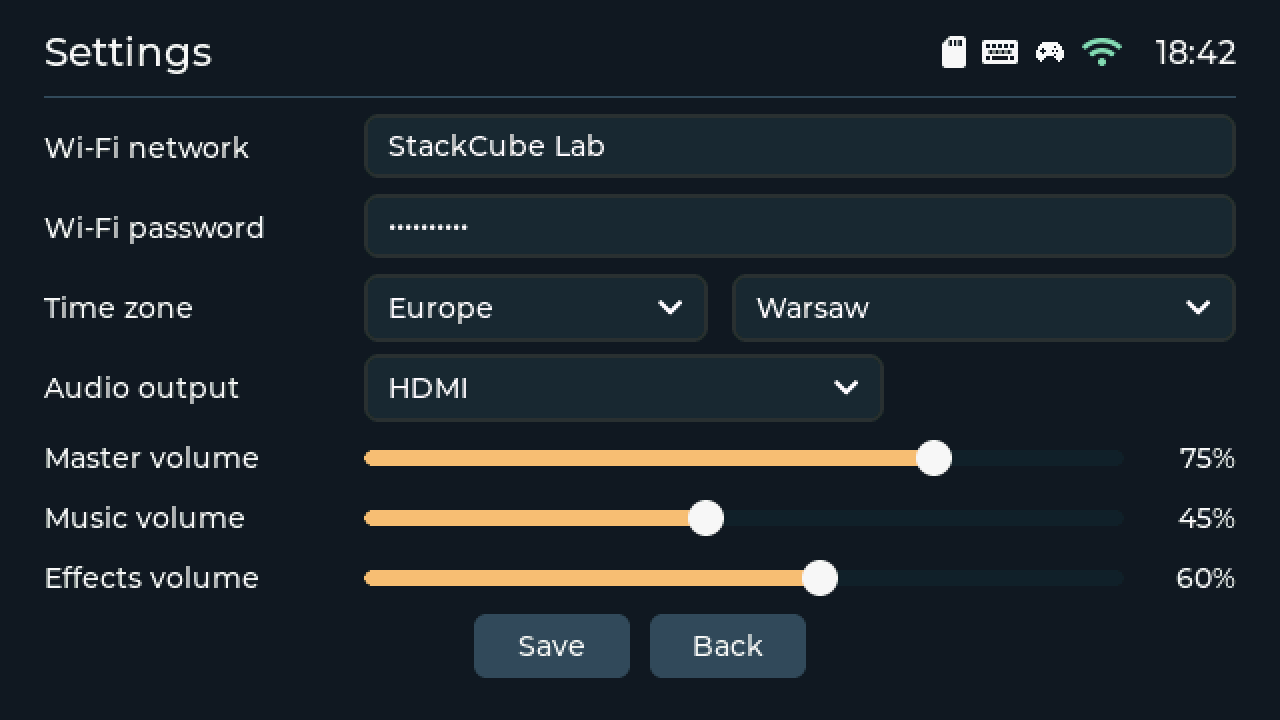 Settings 18:42
Wi-Fi network StackCube Lab
Wi-Fi password ••••••••••
Time zone Europe Warsaw
Audio output HDMI
Master volume 75%
Music volume 45%
Effects volume 60%
Save Back